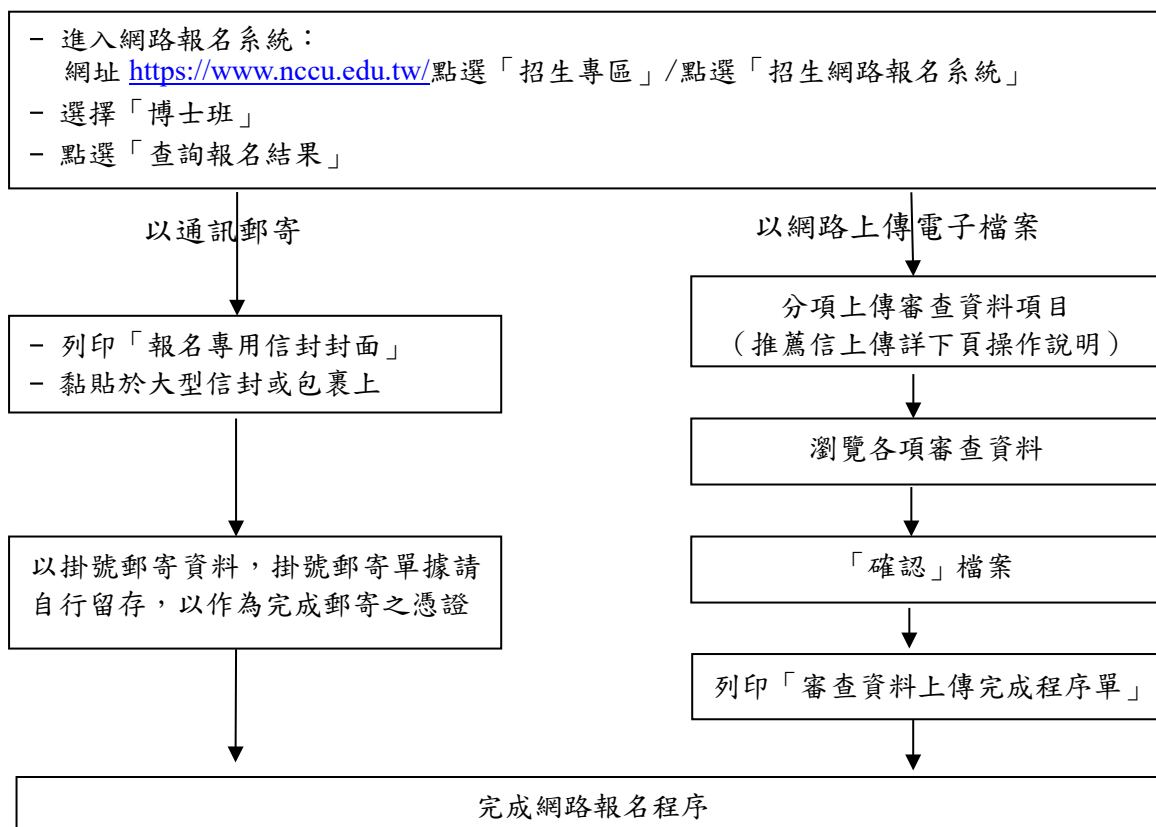 - 進入網路報名系統：
網址 https://www.nccu.edu.tw/點選「招生專區」/點選「招生網路報名系統」
- 選擇「博士班」
- 點選「查詢報名結果」
以通訊郵寄
- 列印「報名專用信封封面」
- 黏貼於大型信封或包裹上
以掛號郵寄資料，掛號郵寄單據請
自行留存，以作為完成郵寄之憑證
以網路上傳電子檔案
分項上傳審查資料項目
（推薦信上傳詳下頁操作說明）
瀏覽各項審查資料
「確認」檔案
列印「審查資料上傳完成程序單」
完成網路報名程序